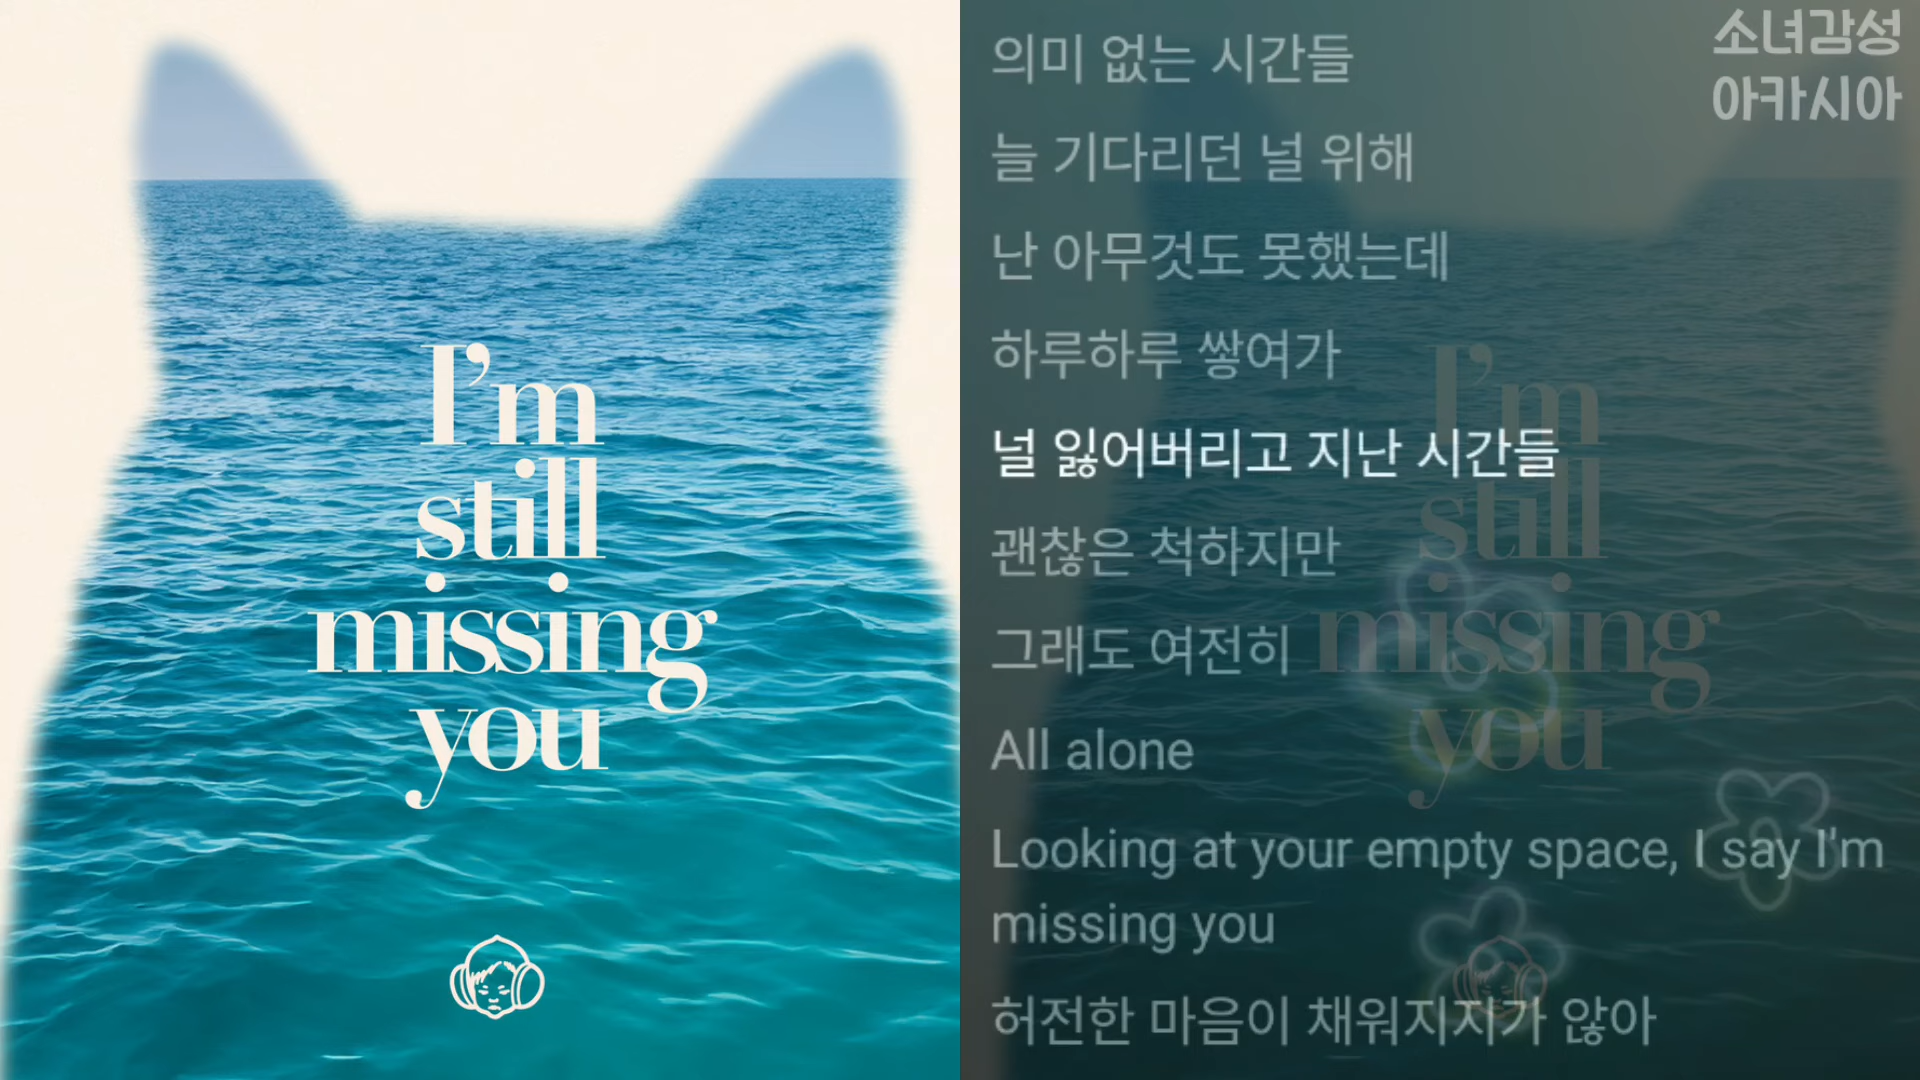 I'm
still
missing
you
소녀감성
아카시아
의미 없는 시간들
늘 기다리던 널 위해
난 아무것도 못했는데
하루하루 쌓여가
널 잃어버리고 지난 시간들
괜찮은 척하지만
그래도 여전히
All alone
Looking at your empty space, I say I'm
missing you
허전한 마음이 채워지지가 않아
I'm
still
missing
you